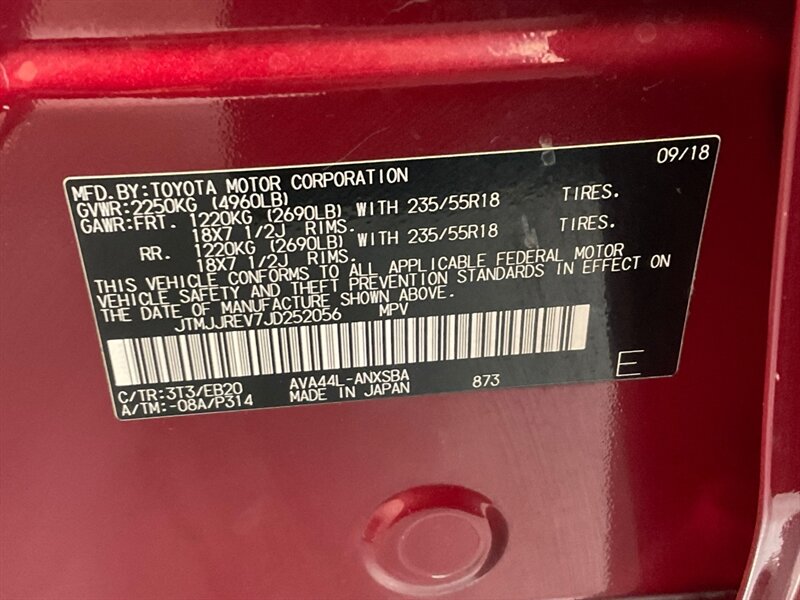 09/18
MFD.BY:TOYOTA MOTOR CORPORATION
GVWR:2250KG (4960LB)
GAWR:FRT. 1220KG (2690LB) WITH 235/55R18 TIRES.
18X7 1/2J RIMS.
RR. 1220KG (2690LB) WITH 235/55R18 TIRES.
18X7 1/2J RIMS.
THIS VEHICLE CONFORMS TO ALL APPLICABLE FEDERAL MOTOR
VEHICLE SAFETY AND THEFT PREVENTION STANDARDS IN EFFECT ON
THE DATE OF MANUFACTURE SHOWN ABOVE.
JTMJJREV7JD252056 MPV
E
C/TR:3T3/EB20 AVA44L-ANXSBA 873
A/TM:-08A/P314 MADE IN JAPAN